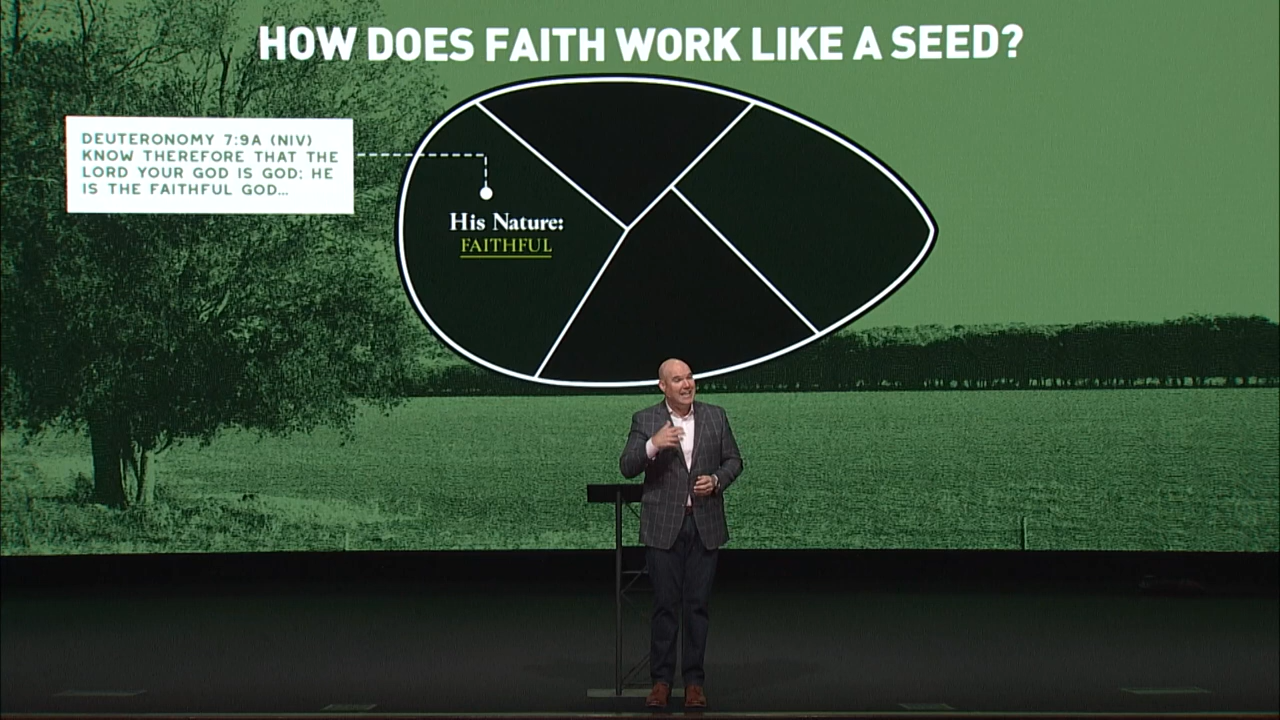 HOW DOES FAITH WORK LIKE A SEED?
DEUTERONOMY 7:9A (NIV)
KNOW THEREFORE THAT THE
LORD YOUR GOD IS GOD; HE
IS THE FAITHFUL GOD...
His Nature:
FAITHFUL